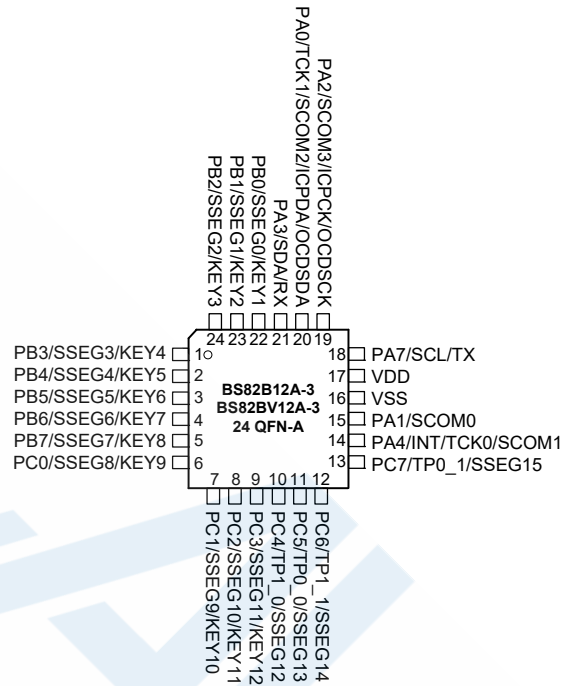 PA0/TCK1/SCOM2/ICPDA/OCDSDA
PA2/SCOM3/ICPCK/OCDSCK
PB2/SSEG2/KEY3
PB1/SSEG1/KEY2
PB0/SSEG0/KEY1
PA3/SDA/RX
24
23
22
21
20
19
PB3/SSEG3/KEY4 1
PB4/SSEG4/KEY5 2
PB5/SSEG5/KEY6 3
PB6/SSEG6/KEY7 4
PB7/SSEG7/KEY8 5
PC0/SSEG8/KEY9 6
BS82B12A-3
BS82BV12A-3
24 QFN-A
18 PA7/SCL/TX
17 VDD
16 VSS
15 PA1/SCOM0
14 PA4/INT/TCK0/SCOM1
13 PC7/TP0_1/SSEG15
7
8
9
10
11
12
PC1/SSEG9/KEY10
PC2/SSEG10/KEY11
PC3/SSEG11/KEY12
PC4/TP1_0/SSEG12
PC5/TP0_0/SSEG13
PC6/TP1_1/SSEG14